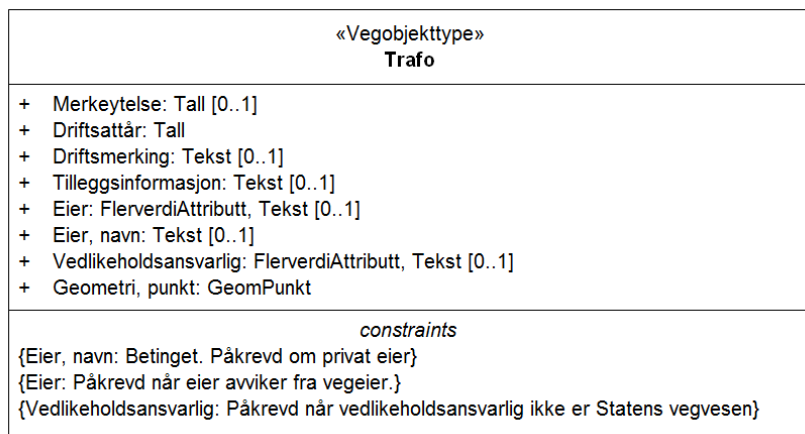 «Vegobjekttype»
Trafo
+ Merkeytelse: Tall [0..1]
+ Driftsattår: Tall
+ Driftsmerking: Tekst [0..1]
+ Tilleggsinformasjon: Tekst [0..1]
+ Eier: FlerverdiAttributt, Tekst [0..1]
+ Eier, navn: Tekst [0..1]
+ Vedlikeholdsansvarlig: FlerverdiAttributt, Tekst [0..1]
+ Geometri, punkt: GeomPunkt
constraints
{Eier, navn: Betinget. Påkrevd om privat eier}
{Eier: Påkrevd når eier avviker fra vegeier.}
{Vedlikeholdsansvarlig: Påkrevd når vedlikeholdsansvarlig ikke er Statens vegvesen}